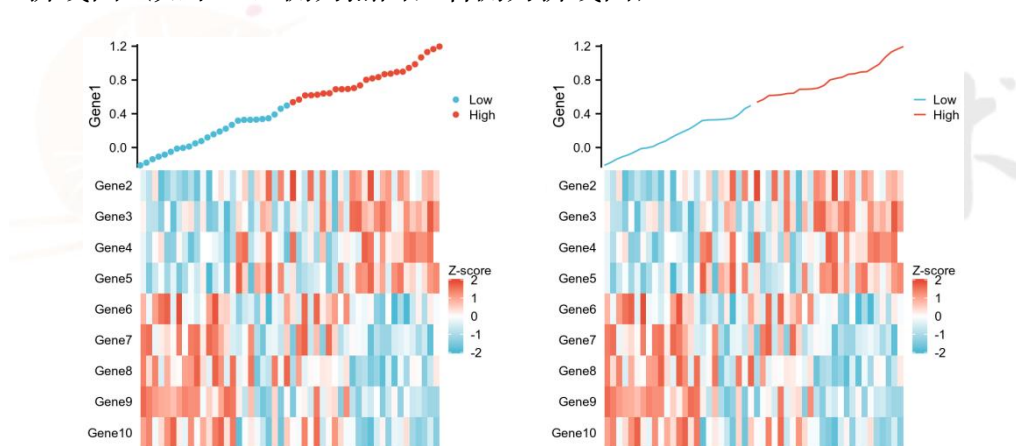 1.2
0.8
0.4
0.0
Gene1
Low
High
Gene2
Gene3
Gene4
Gene5
Gene6
Gene7
Gene8
Gene9
Gene10
Z-score
2
1
0
-1
-2
1.2
0.8
0.4
0.0
Gene1
Low
High
Gene2
Gene3
Gene4
Gene5
Gene6
Gene7
Gene8
Gene9
Gene10
Z-score
2
1
0
-1
-2